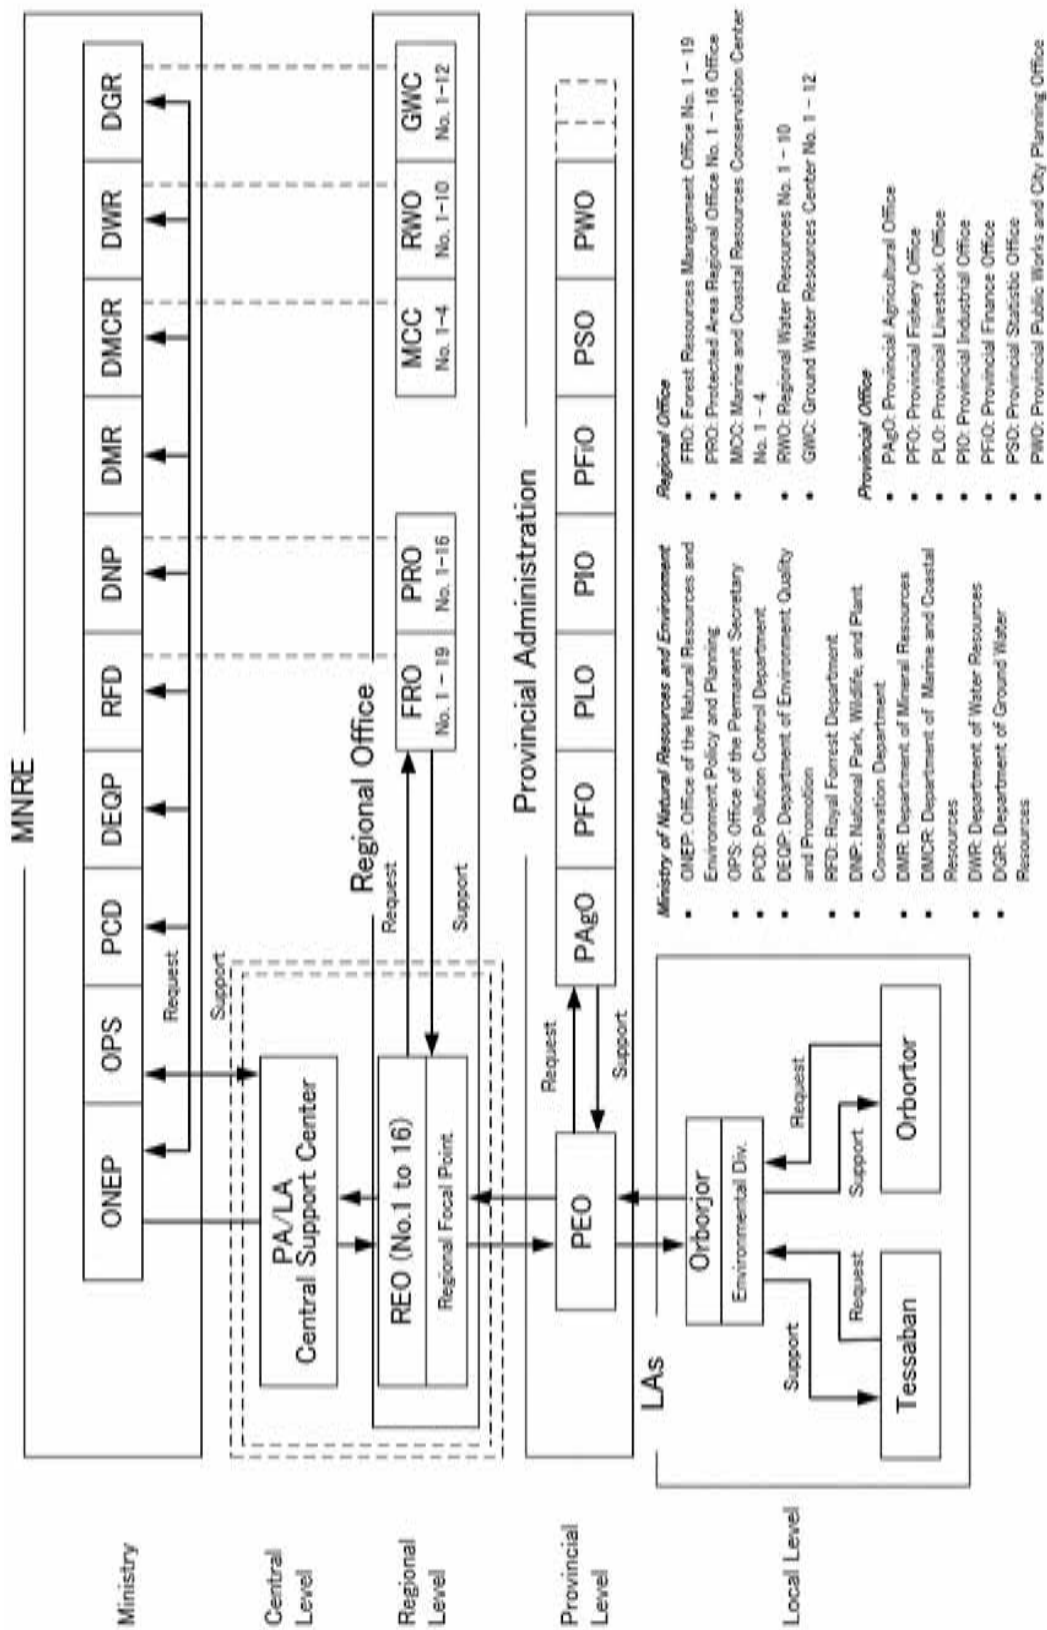 MNRE
Ministry
ONEP
OPS
PCD
DEQP
RFD
DNP
DMR
DMCR
DWR
DGR
Request
Support
Central
Level
PA/LA
Central Support Center
Regional Office
Regional
Level
REO (No.1 to 16)
Regional Focal Point
Request
Support
FRO
No. 1 - 19
PRO
No. 1-16
MCC
No. 1-4
RWO
No. 1-10
GWC
No. 1-12
Provincial Administration
Provincial
Level
PEO
Request
Support
PAgO
PFO
PLO
PIO
PFiO
PSO
PWO
LAs
Local Level
Orborjor
Environmental Div.
Support
Request
Support
Request
Tessaban
Orbortor
Ministry of Natural Resources and Environment
• ONEP: Office of the Natural Resources and
Environment Policy and Planning
• OPS: Office of the Permanent Secretary
• PCD: Pollution Control Department
• DEQP: Department of Environment Quality
and Promotion
• RFD: Royal Forrest Department
• DNP: National Park, Wildlife, and Plant
Conservation Department
• DMR: Department of Mineral Resources
• DMCR: Department of Marine and Coastal
Resources
• DWR: Department of Water Resources
• DGR: Department of Ground Water
Resources
Regional Office
• FRO: Forest Resources Management Office No. 1 - 19
• PRO: Protected Area Regional Office No. 1 - 16 Office
• MCC: Marine and Coastal Resources Conservation Center
No. 1 - 4
• RWO: Regional Water Resources No. 1 - 10
• GWC: Ground Water Resources Center No. 1 - 12
Provincial Office
• PAgO: Provincial Agricultural Office
• PFO: Provincial Fishery Office
• PLO: Provincial Livestock Office
• PIO: Provincial Industrial Office
• PFiO: Provincial Finance Office
• PSO: Provincial Statistic Office
• PWO: Provincial Public Works and City Planning Office